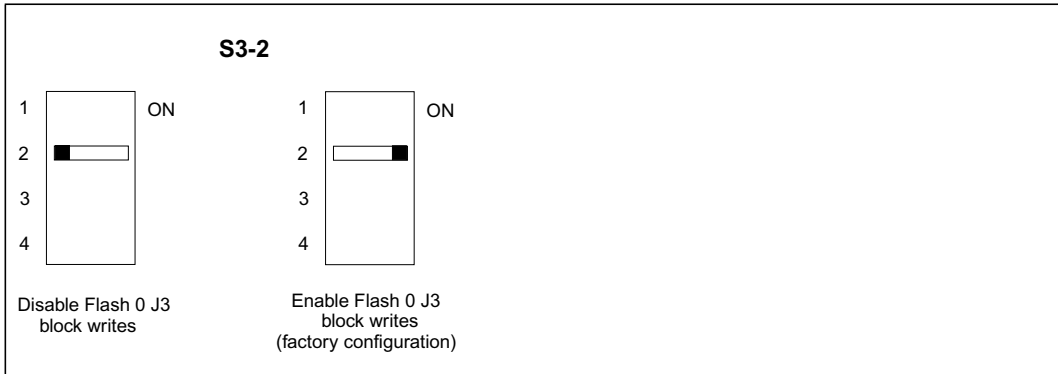 S3-2
1 ON
2
3
4
Disable Flash 0 J3
block writes
1 ON
2
3
4
Enable Flash 0 J3
block writes
(factory configuration)